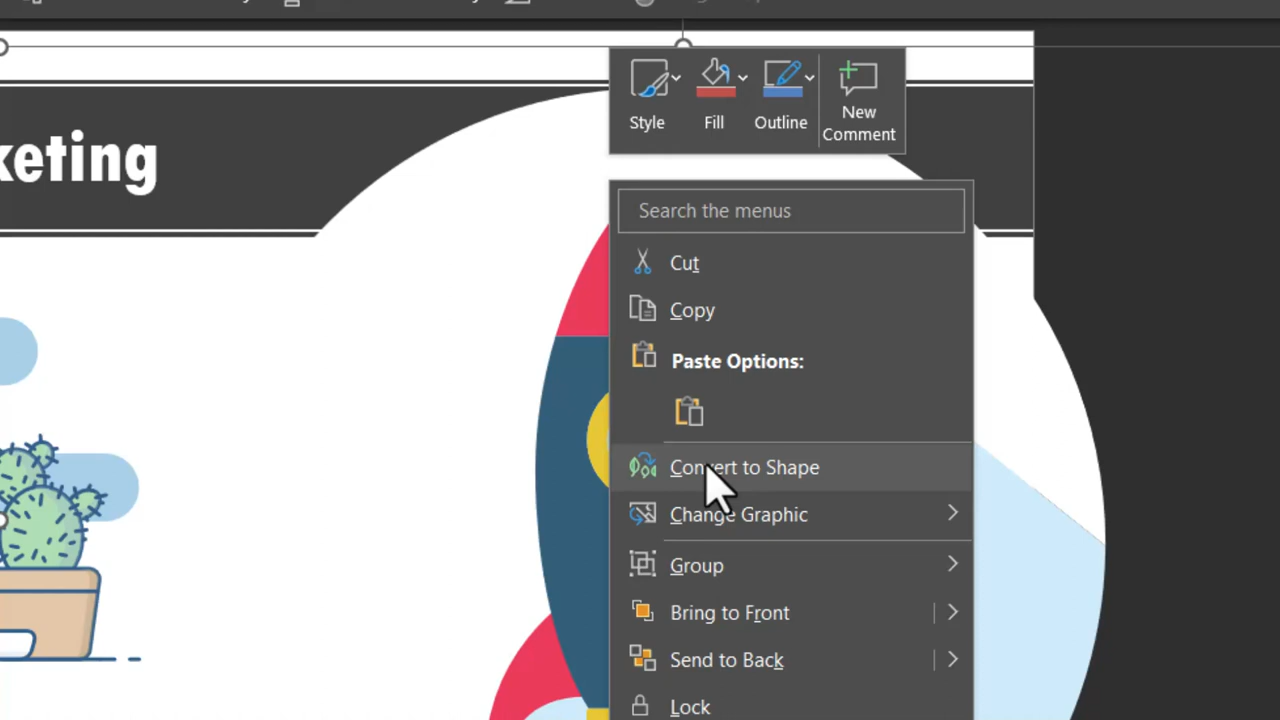 Style
Fill
Outline
New
Comment
keting
Search the menus
Cut
Copy
Paste Options:
Convert to Shape
Change Graphic
Group
Bring to Front
Send to Back
Lock